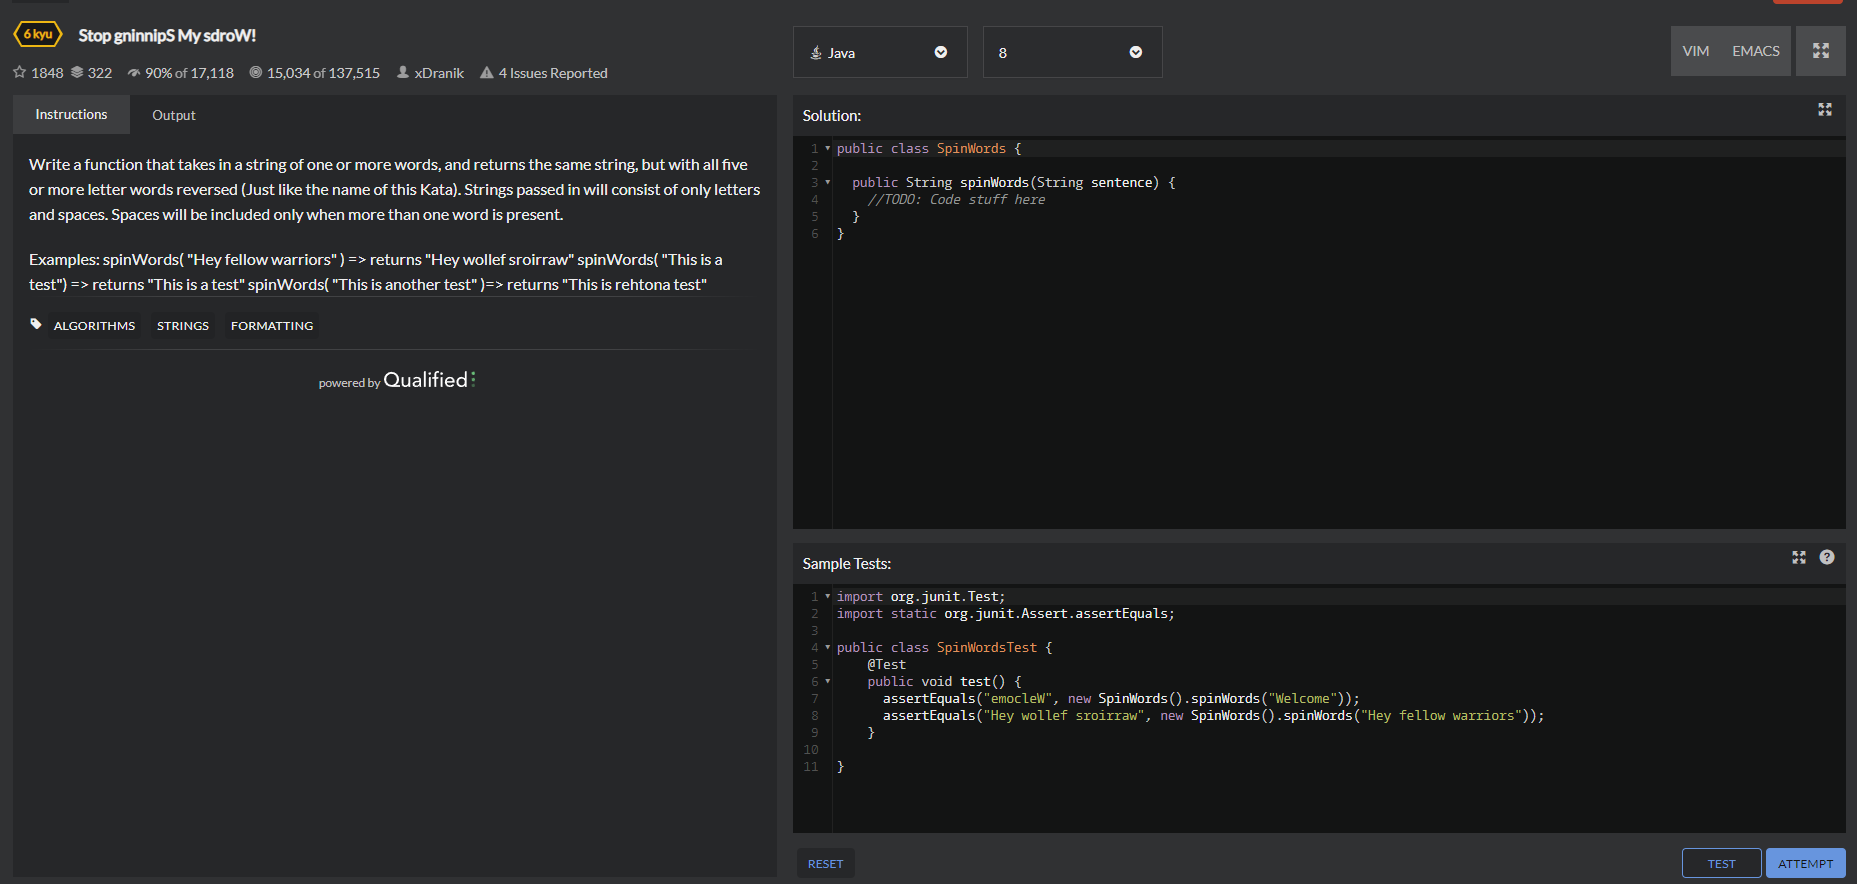 6 kyu
Stop gninnipS My sdroW!
1848 322 90% of 17,118 15,034 of 137,515 xDranik 4 Issues Reported
Java
8
VIM EMACS
Instructions Output
Write a function that takes in a string of one or more words, and returns the same string, but with all five
or more letter words reversed (Just like the name of this Kata). Strings passed in will consist of only letters
and spaces. Spaces will be included only when more than one word is present.
Examples: spinWords( "Hey fellow warriors" ) => returns "Hey wollef sroirraw" spinWords( "This is a
test") => returns "This is a test" spinWords( "This is another test" )=> returns "This is rehtona test"
ALGORITHMS STRINGS FORMATTING
powered by Qualified
Solution:
1 public class SpinWords {
2
3 public String spinWords(String sentence) {
4 //TODO: Code stuff here
5 }
6 }
Sample Tests:
1 import org.junit.Test;
2 import static org.junit.Assert.assertEquals;
3
4 public class SpinWordsTest {
5 @Test
6 public void test() {
7 assertEquals("emocleW", new SpinWords().spinWords("Welcome"));
8 assertEquals("Hey wollef sroirraw", new SpinWords().spinWords("Hey fellow warriors"));
9 }
10
11 }
RESET
TEST ATTEMPT